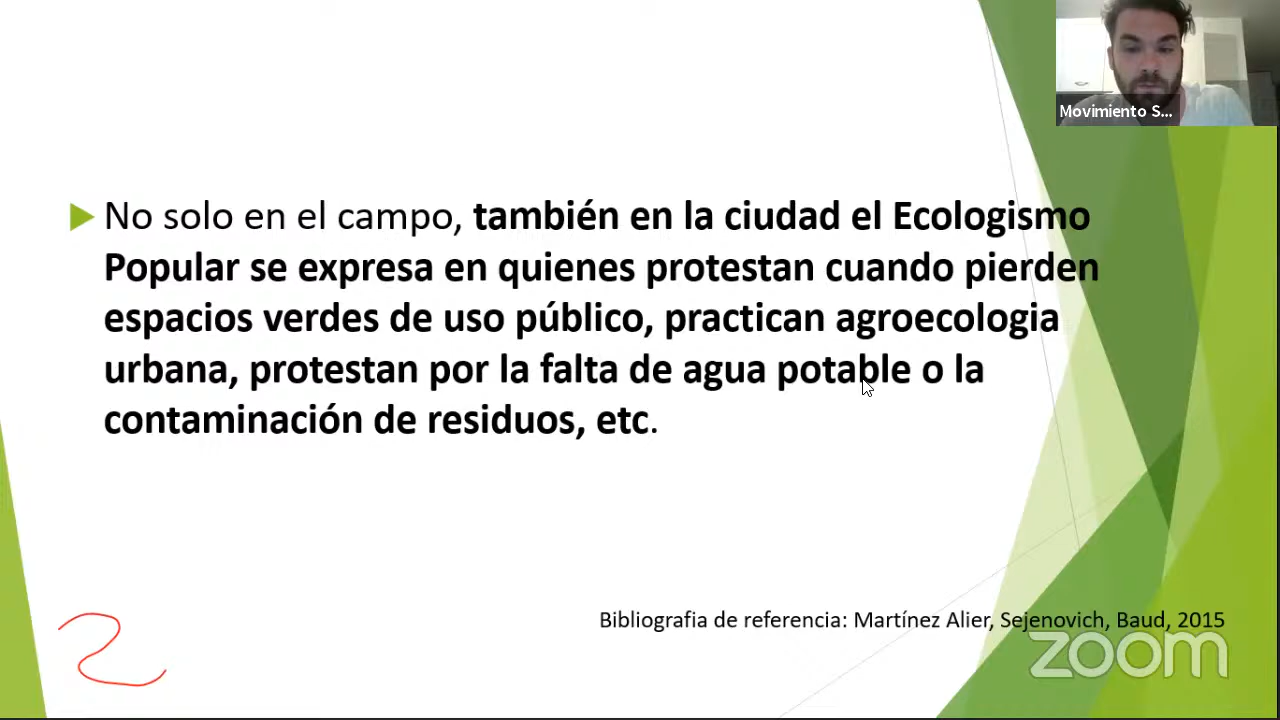 Movimiento S...
No solo en el campo, también en la ciudad el Ecologismo
Popular se expresa en quienes protestan cuando pierden
espacios verdes de uso público, practican agroecologia
urbana, protestan por la falta de agua potable o la
contaminación de residuos, etc.
Bibliografia de referencia: Martínez Alier, Sejenovich, Baud, 2015
zoom
2